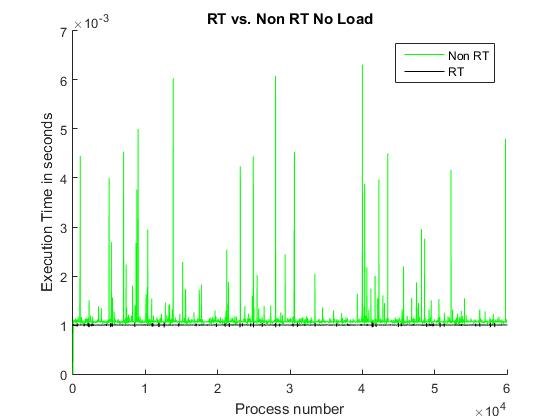 RT vs. Non RT No Load
×10⁻³
7
6
5
4
3
2
1
0
Execution Time in seconds
Non RT
RT
0 1 2 3 4 5 6
×10⁴
Process number